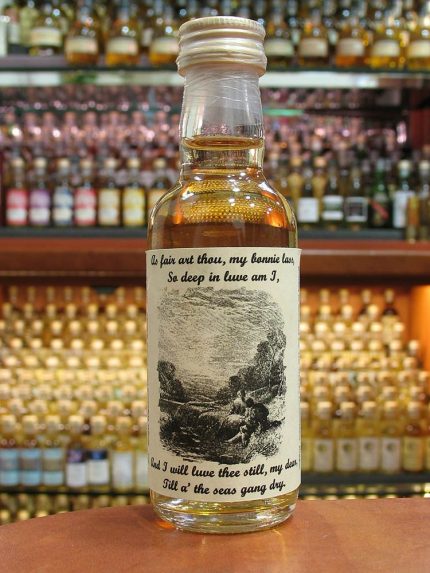 As fair art thou, my bonnie lass,
So deep in luve am I,
And I will luve thee still, my dear,
Till a' the seas gang dry.